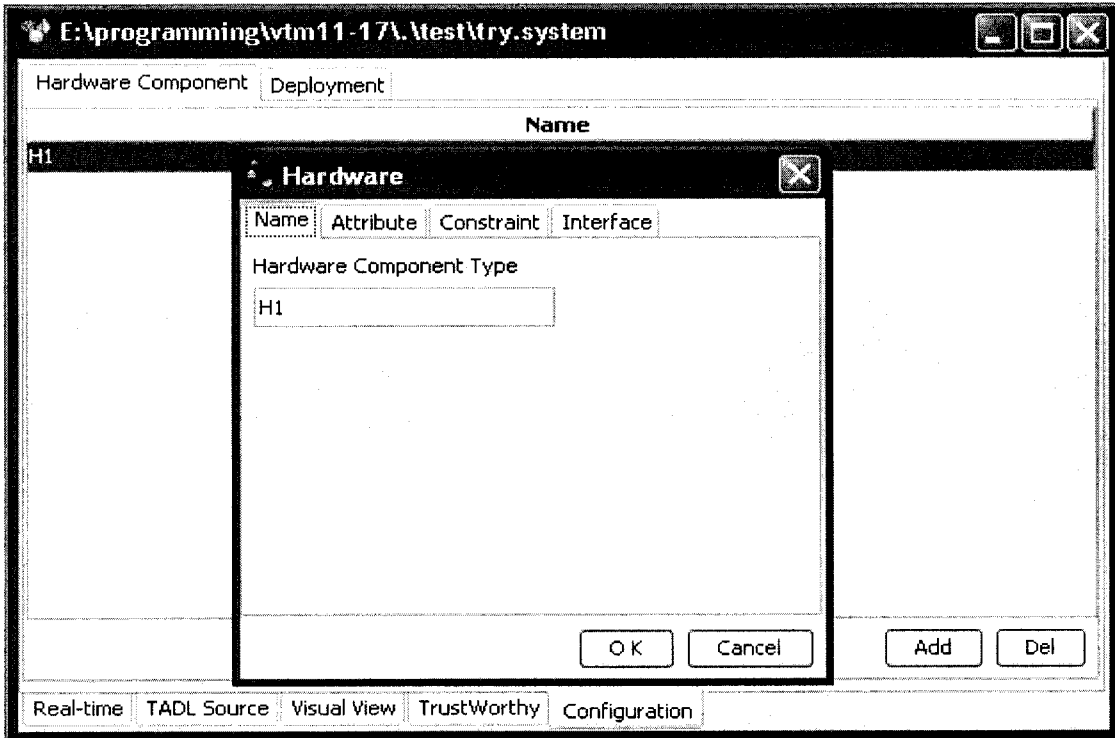 E:\programming\vtm11-17\.\test\try.system
Hardware Component Deployment
Name
H1
Hardware
Name Attribute Constraint Interface
Hardware Component Type
H1
O K Cancel
Add Del
Real-time TADL Source Visual View TrustWorthy Configuration